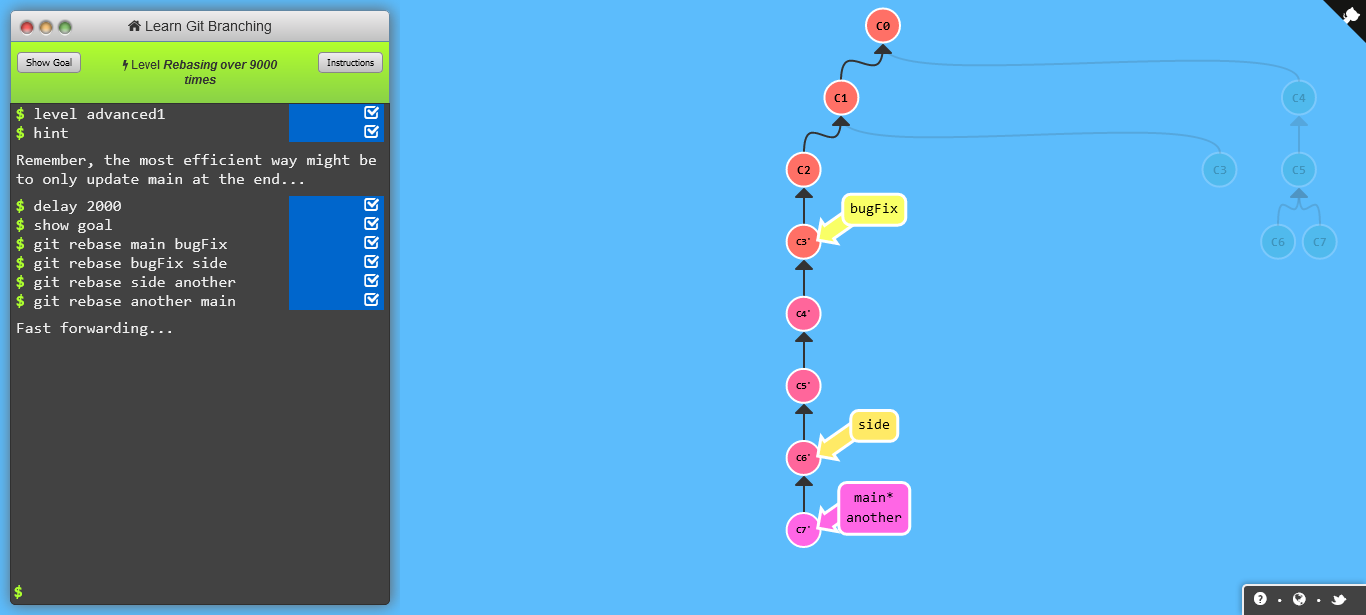 Learn Git Branching
Show Goal
Level Rebasing over 9000
times
Instructions
$ level advanced1
$ hint
Remember, the most efficient way might be
to only update main at the end...
$ delay 2000
$ show goal
$ git rebase main bugFix
$ git rebase bugFix side
$ git rebase side another
$ git rebase another main
Fast forwarding...
$
C0
C1
C4
C2
C3
C5
bugFix
C3'
C6
C7
C4'
C5'
side
C6'
main*
another
C7'